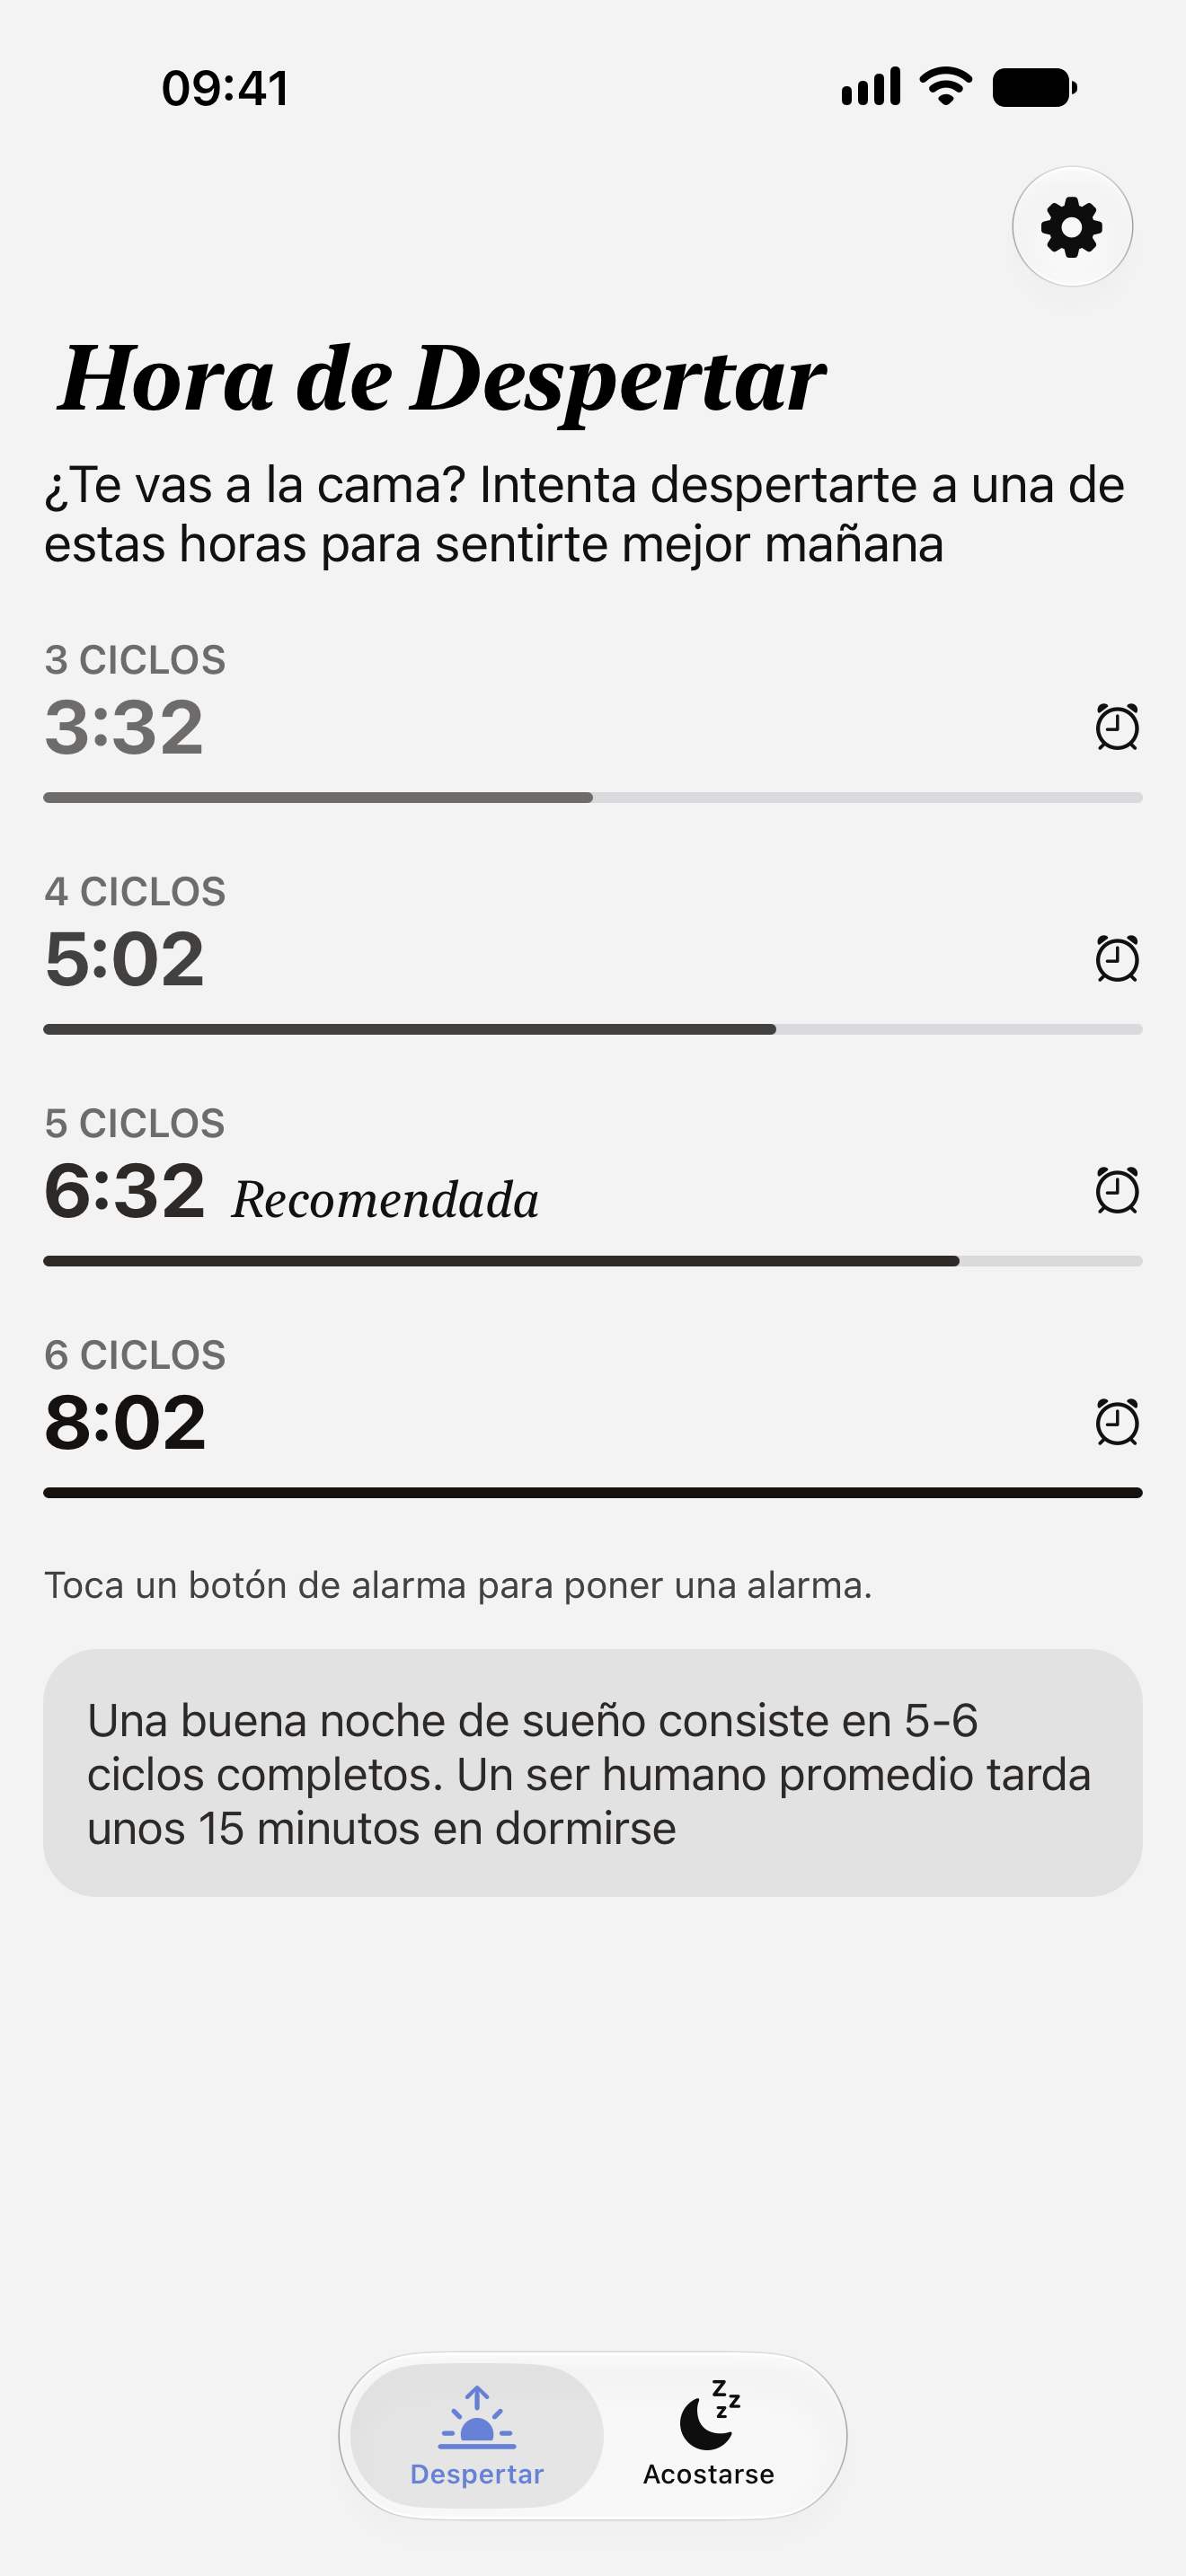 09:41
Hora de Despertar
¿Te vas a la cama? Intenta despertarte a una de
estas horas para sentirte mejor mañana
3 CICLOS
3:32
4 CICLOS
5:02
5 CICLOS
6:32 Recomendada
6 CICLOS
8:02
Toca un botón de alarma para poner una alarma.
Una buena noche de sueño consiste en 5-6
ciclos completos. Un ser humano promedio tarda
unos 15 minutos en dormirse
Despertar
Acostarse